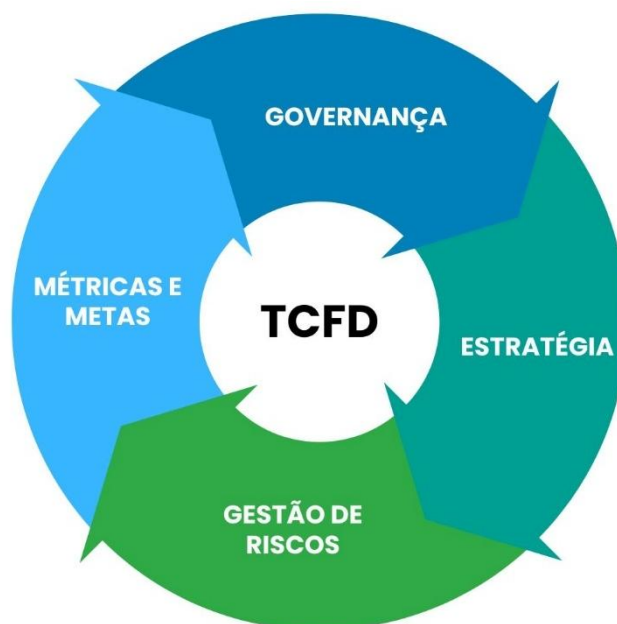 GOVERNANÇA
MÉTRICAS E
METAS
TCFD
ESTRATÉGIA
GESTÃO DE
RISCOS